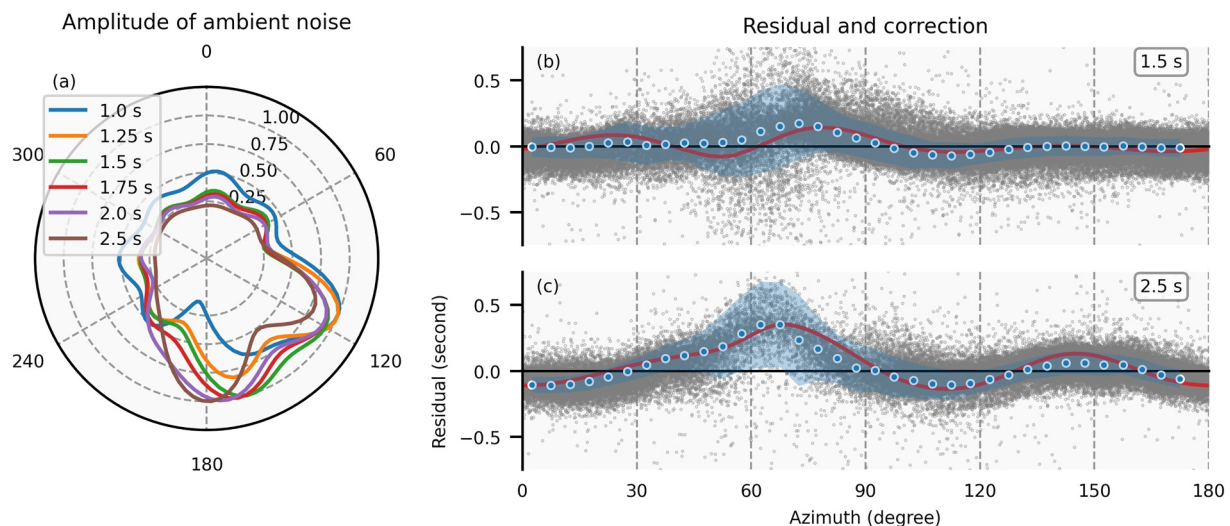 Amplitude of ambient noise
0
(a)
1.0 s
1.25 s
1.5 s
1.75 s
2.0 s
2.5 s
1.00
0.75
0.50
0.25
300
60
240
120
180
Residual and correction
(b)
1.5 s
0.5
0.0
−0.5
(c)
2.5 s
0.5
0.0
−0.5
Residual (second)
0 30 60 90 120 150 180
Azimuth (degree)